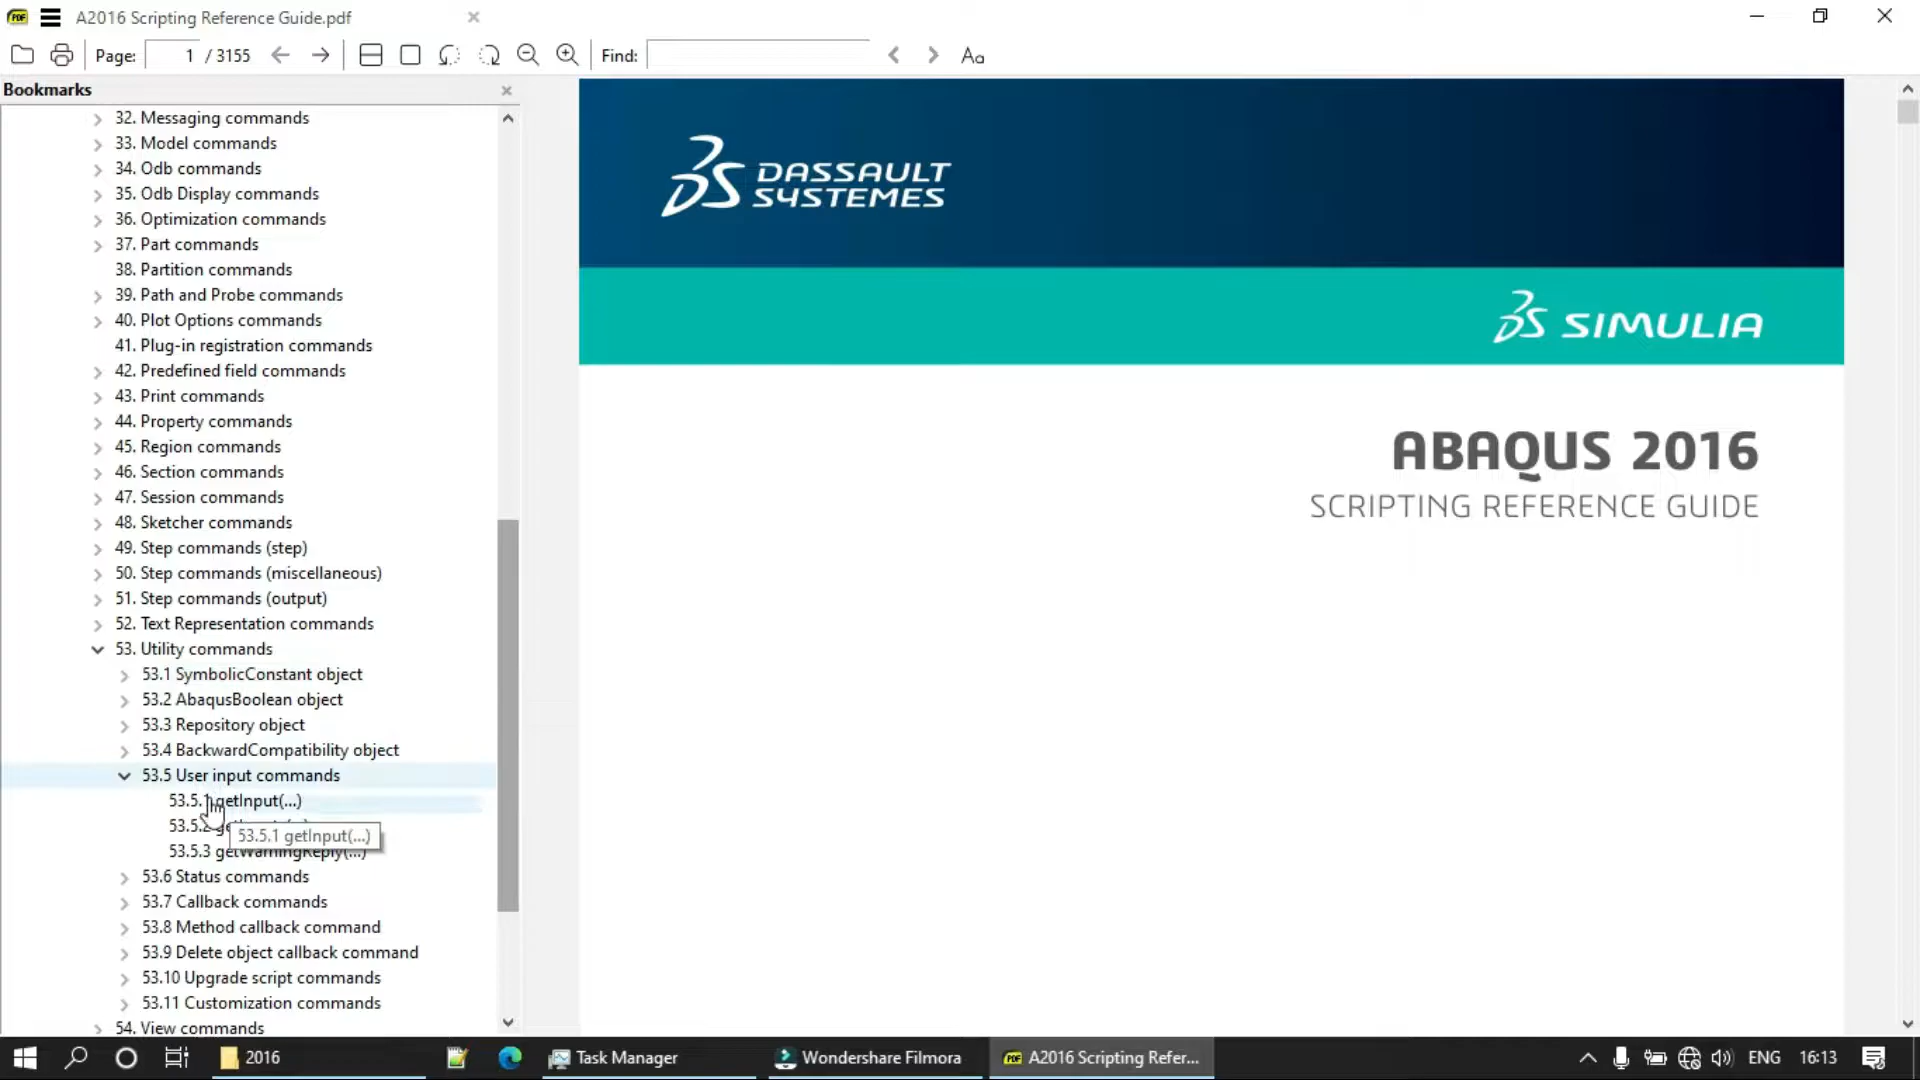 A2016 Scripting Reference Guide.pdf
Page: 1 / 3155 Find: Aa
Bookmarks
32. Messaging commands
33. Model commands
34. Odb commands
35. Odb Display commands
36. Optimization commands
37. Part commands
38. Partition commands
39. Path and Probe commands
40. Plot Options commands
41. Plug-in registration commands
42. Predefined field commands
43. Print commands
44. Property commands
45. Region commands
46. Section commands
47. Session commands
48. Sketcher commands
49. Step commands (step)
50. Step commands (miscellaneous)
51. Step commands (output)
52. Text Representation commands
53. Utility commands
53.1 SymbolicConstant object
53.2 AbaqusBoolean object
53.3 Repository object
53.4 BackwardCompatibility object
53.5 User input commands
53.5.1 getInput(...)
53.5.2
53.5.1 getInput(...)
53.5.3 getWarningReply(...)
53.6 Status commands
53.7 Callback commands
53.8 Method callback command
53.9 Delete object callback command
53.10 Upgrade script commands
53.11 Customization commands
54. View commands
DASSAULT
SYSTEMES
SIMULIA
ABAQUS 2016
SCRIPTING REFERENCE GUIDE
2016 Task Manager Wondershare Filmora A2016 Scripting Refer... ENG 16:13